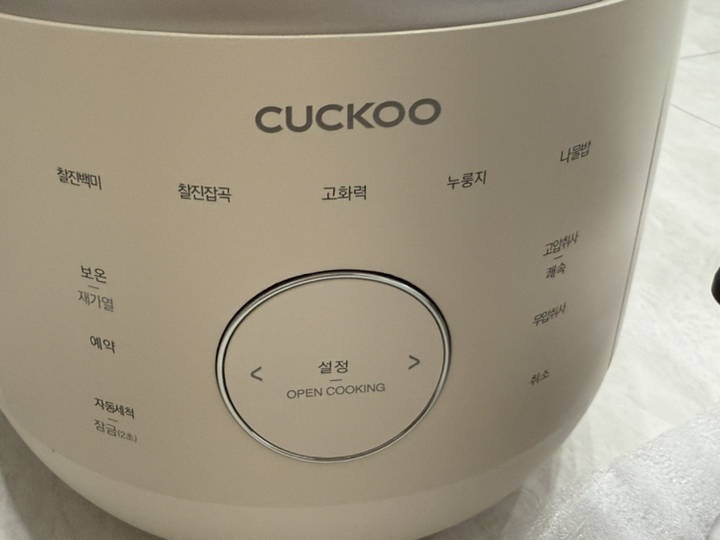 CUCKOO
찰진백미
찰진잡곡
고화력
누룽지
나물밥
보온
재가열
예약
자동세척
잠금(2초)
<
설정
>
OPEN COOKING
고압취사
쾌속
무압취사
취소